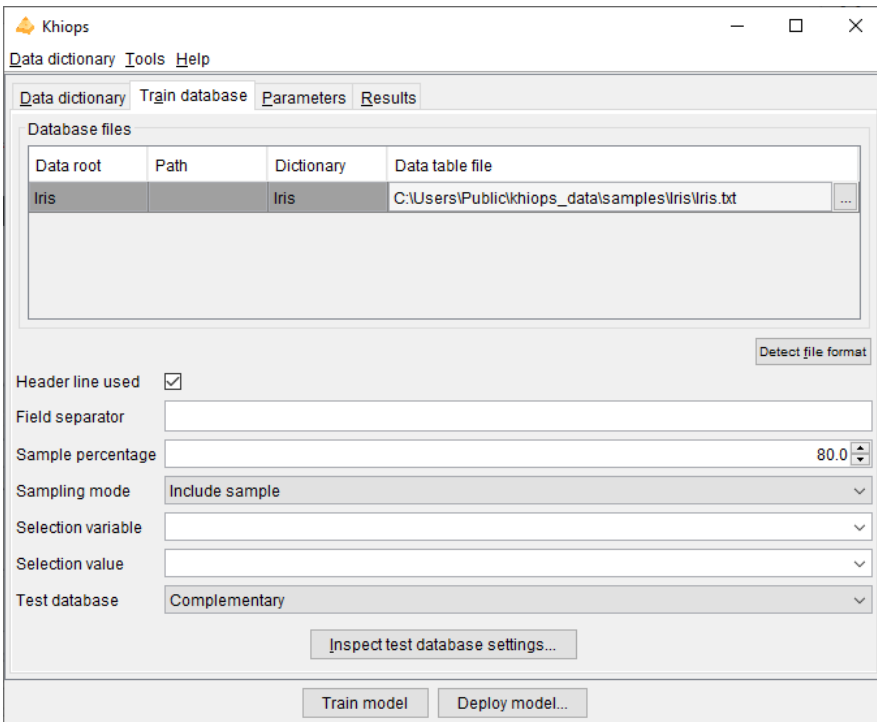 Khiops
Data dictionary Tools Help
Data dictionary Train database Parameters Results
Database files
Data root Path Dictionary Data table file
Iris Iris C:\Users\Public\khiops_data\samples\Iris\Iris.txt ...
Detect file format
Header line used
Field separator
Sample percentage 80.0
Sampling mode Include sample
Selection variable
Selection value
Test database Complementary
Inspect test database settings...
Train model Deploy model...